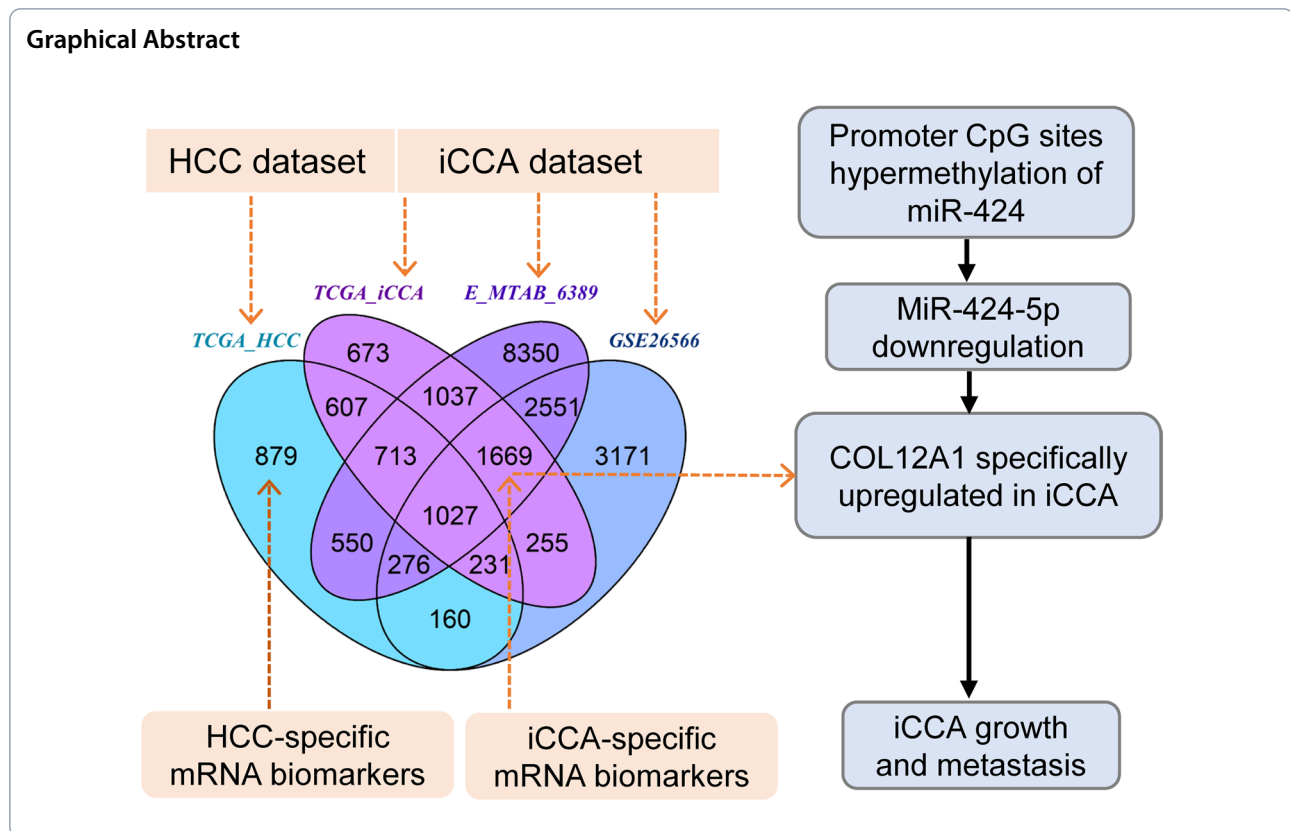 Graphical Abstract
HCC dataset
iCCA dataset
TCGA_HCC
TCGA_iCCA
E_MTAB_6389
GSE26566
673
8350
607
1037
2551
879
713
1669
3171
1027
550
276
231
255
160
HCC-specific
mRNA biomarkers
iCCA-specific
mRNA biomarkers
Promoter CpG sites
hypermethylation of
miR-424
MiR-424-5p
downregulation
COL12A1 specifically
upregulated in iCCA
iCCA growth
and metastasis